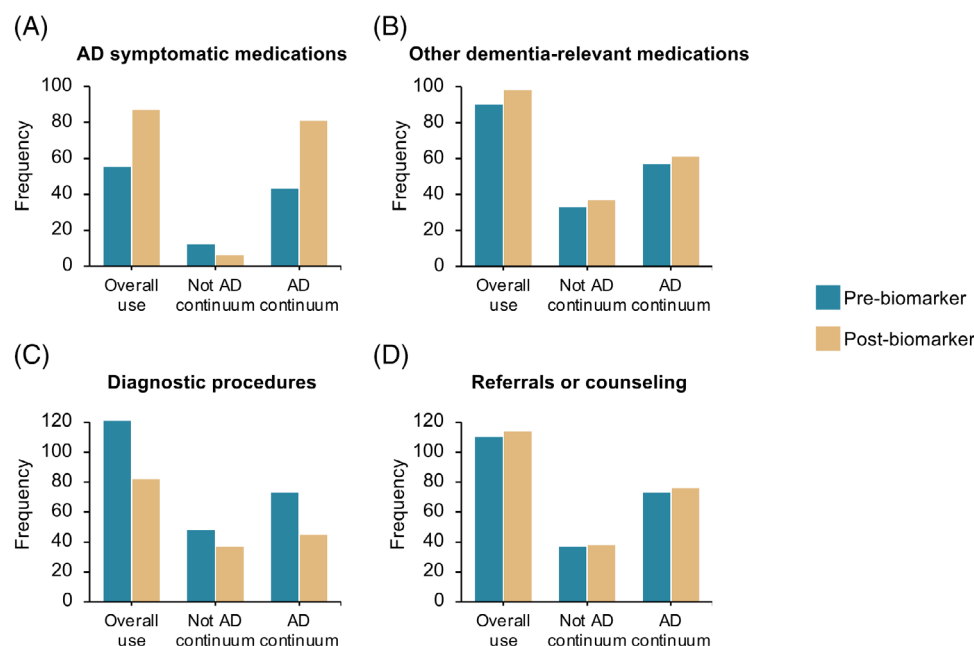 (A)
AD symptomatic medications
Frequency
100
80
60
40
20
0
Overall use
Not AD continuum
AD continuum
(B)
Other dementia-relevant medications
Frequency
100
80
60
40
20
0
Overall use
Not AD continuum
AD continuum
Pre-biomarker
Post-biomarker
(C)
Diagnostic procedures
Frequency
120
100
80
60
40
20
0
Overall use
Not AD continuum
AD continuum
(D)
Referrals or counseling
Frequency
120
100
80
60
40
20
0
Overall use
Not AD continuum
AD continuum